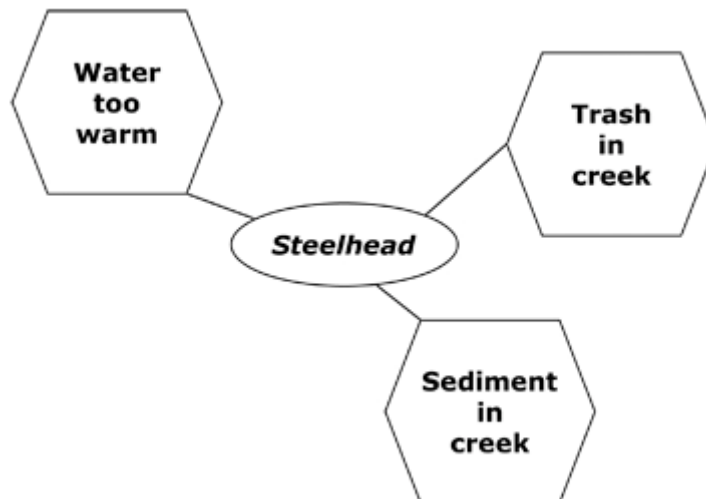 Water
too
warm
Trash
in
creek
Steelhead
Sediment
in
creek